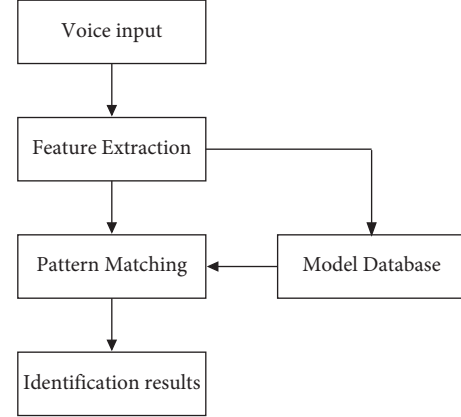 Voice input
Feature Extraction
Pattern Matching
Model Database
Identification results